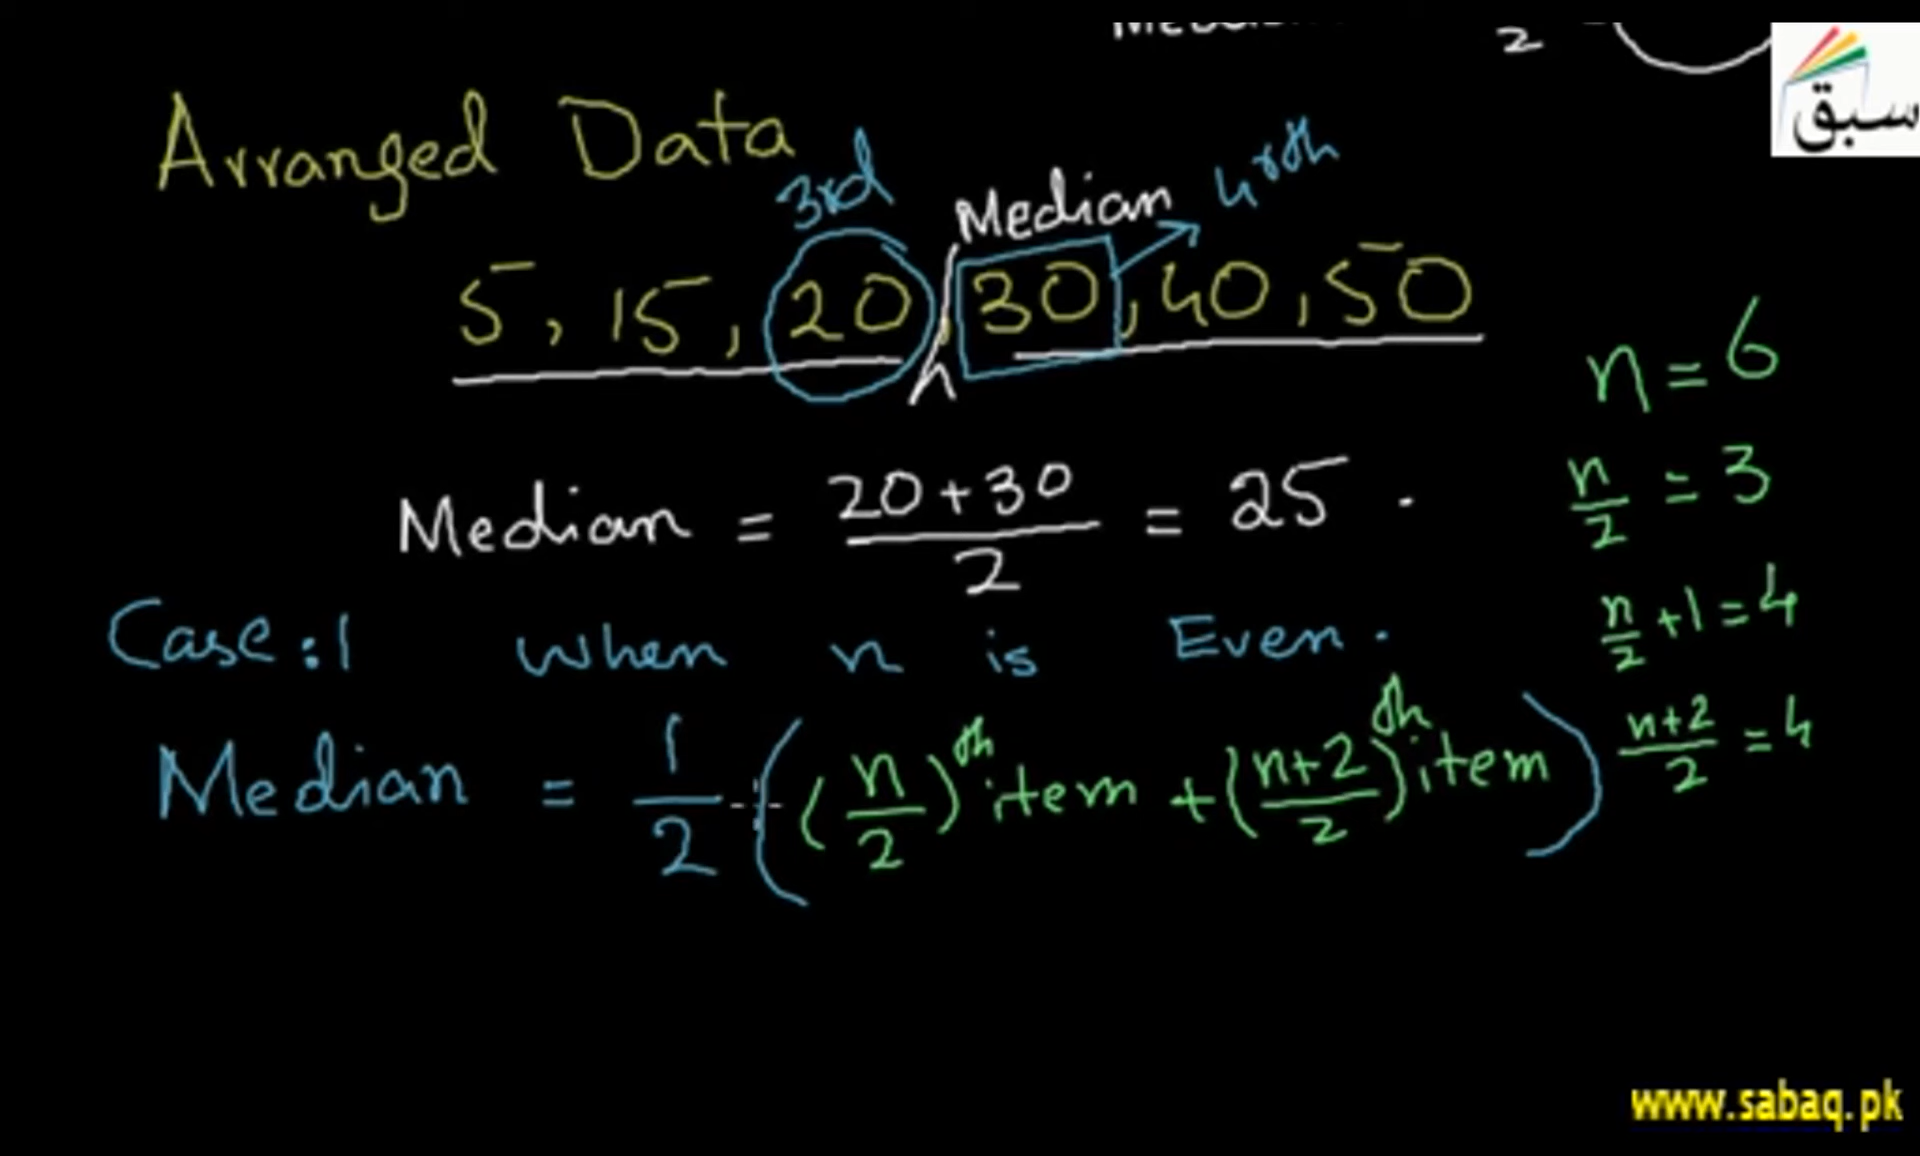 2
سبق
Arranged Data
3rd Median 4rth
5, 15, 20, 30, 40, 50
n = 6
Median = 20+30/2 = 25.
n/2 = 3
Case:1 when n is Even.
n/2 + 1 = 4
Median = 1/2 ((n/2)th item + (n+2/2)th item)
n+2/2 = 4
www.sabaq.pk